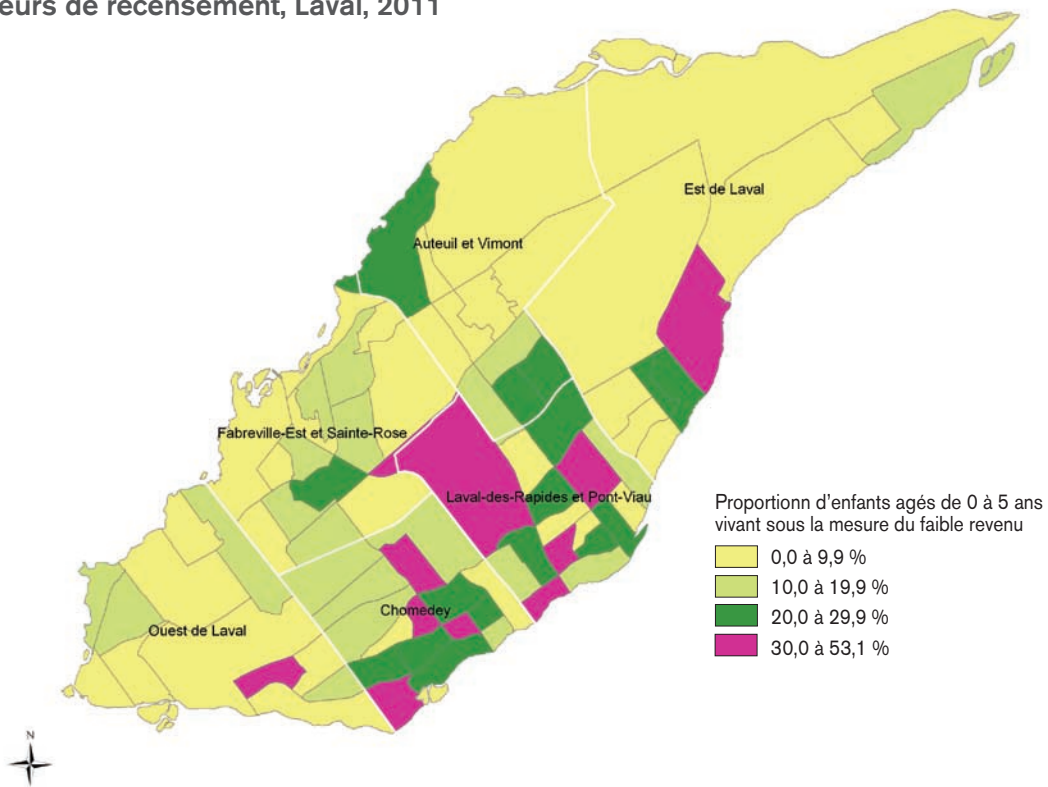 eurs de recensement, Laval, 2011
Est de Laval
Auteuil et Vimont
Fabreville-Est et Sainte-Rose
Laval-des-Rapides et Pont-Viau
Chomedey
Ouest de Laval
Proportionn d'enfants agés de 0 à 5 ans
vivant sous la mesure du faible revenu
0,0 à 9,9 %
10,0 à 19,9 %
20,0 à 29,9 %
30,0 à 53,1 %
N